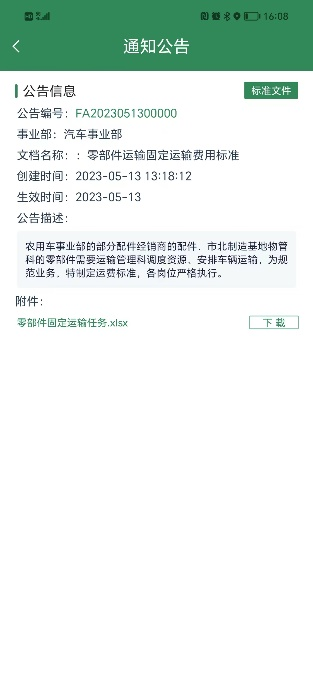 16:08
通知公告
公告信息
标准文件
公告编号：FA2023051300000
事业部：汽车事业部
文档名称：：零部件运输固定运输费用标准
创建时间：2023-05-13 13:18:12
生效时间：2023-05-13
公告描述：
农用车事业部的部分配件经销商的配件，市北制造基地物管
科的零部件需要运输管理科调度资源、安排车辆运输，为规
范业务，特制定运费标准，各岗位严格执行。
附件：
零部件固定运输任务.xlsx
下 载